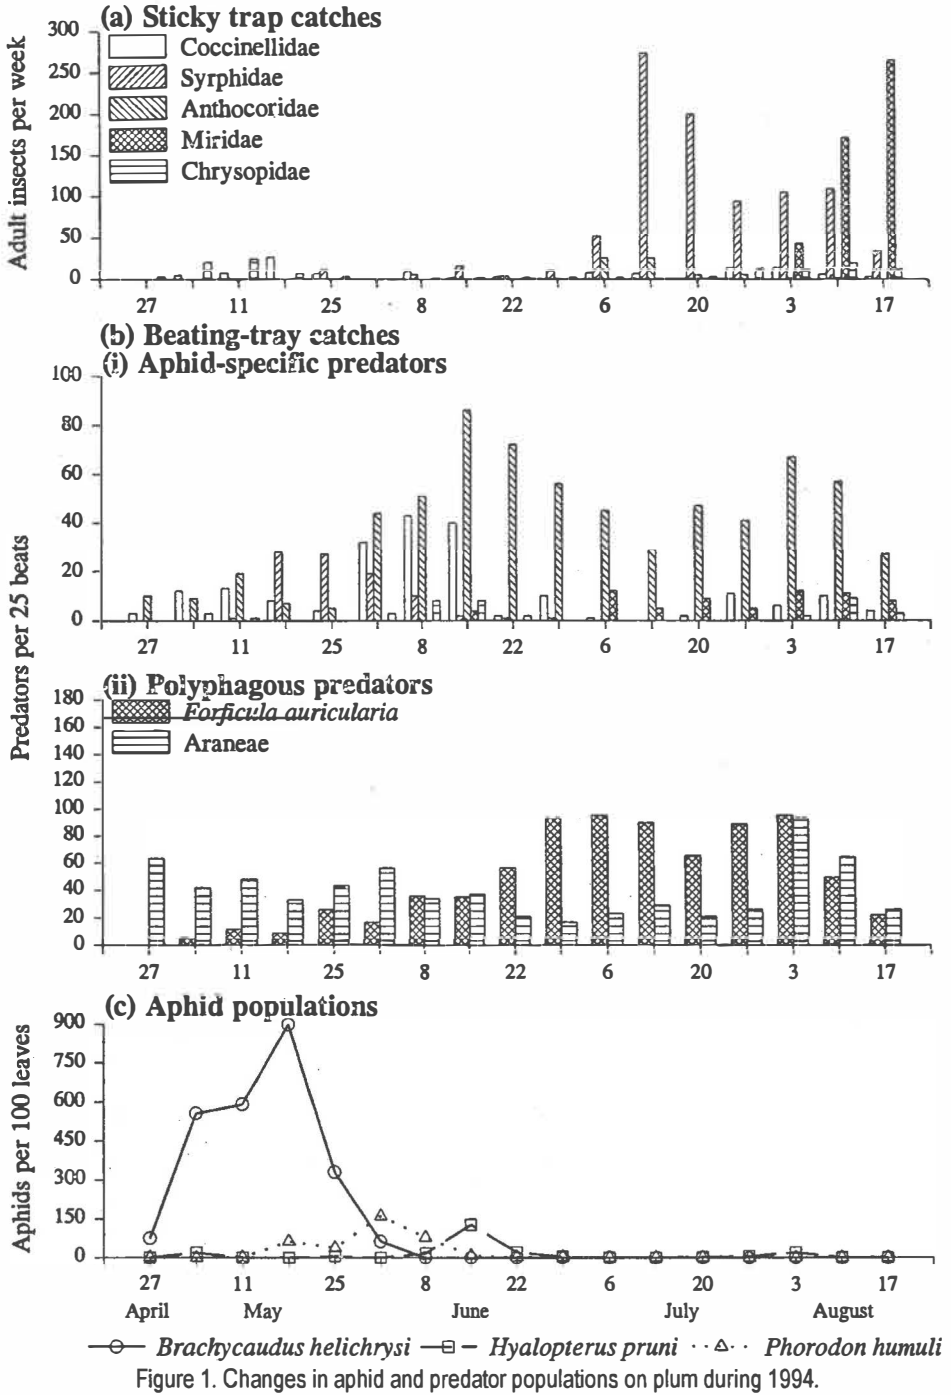 (a) Sticky trap catches
Adult insects per week
300
250
200
150
100
50
0
Coccinellidae
Syrphidae
Anthocoridae
Miridae
Chrysopidae
27 11 25 8 22 6 20 3 17
(b) Beating-tray catches
(i) Aphid-specific predators
Predators per 25 beats
100
80
60
40
20
0
27 11 25 8 22 6 20 3 17
(ii) Polyphagous predators
180
160
140
120
100
80
60
40
20
0
Forficula auricularia
Araneae
27 11 25 8 22 6 20 3 17
(c) Aphid populations
Aphids per 100 leaves
900
750
600
450
300
150
0
27 11 25 8 22 6 20 3 17
April May June July August
Brachycaudus helichrysi Hyalopterus pruni Phorodon humuli
Figure 1. Changes in aphid and predator populations on plum during 1994.